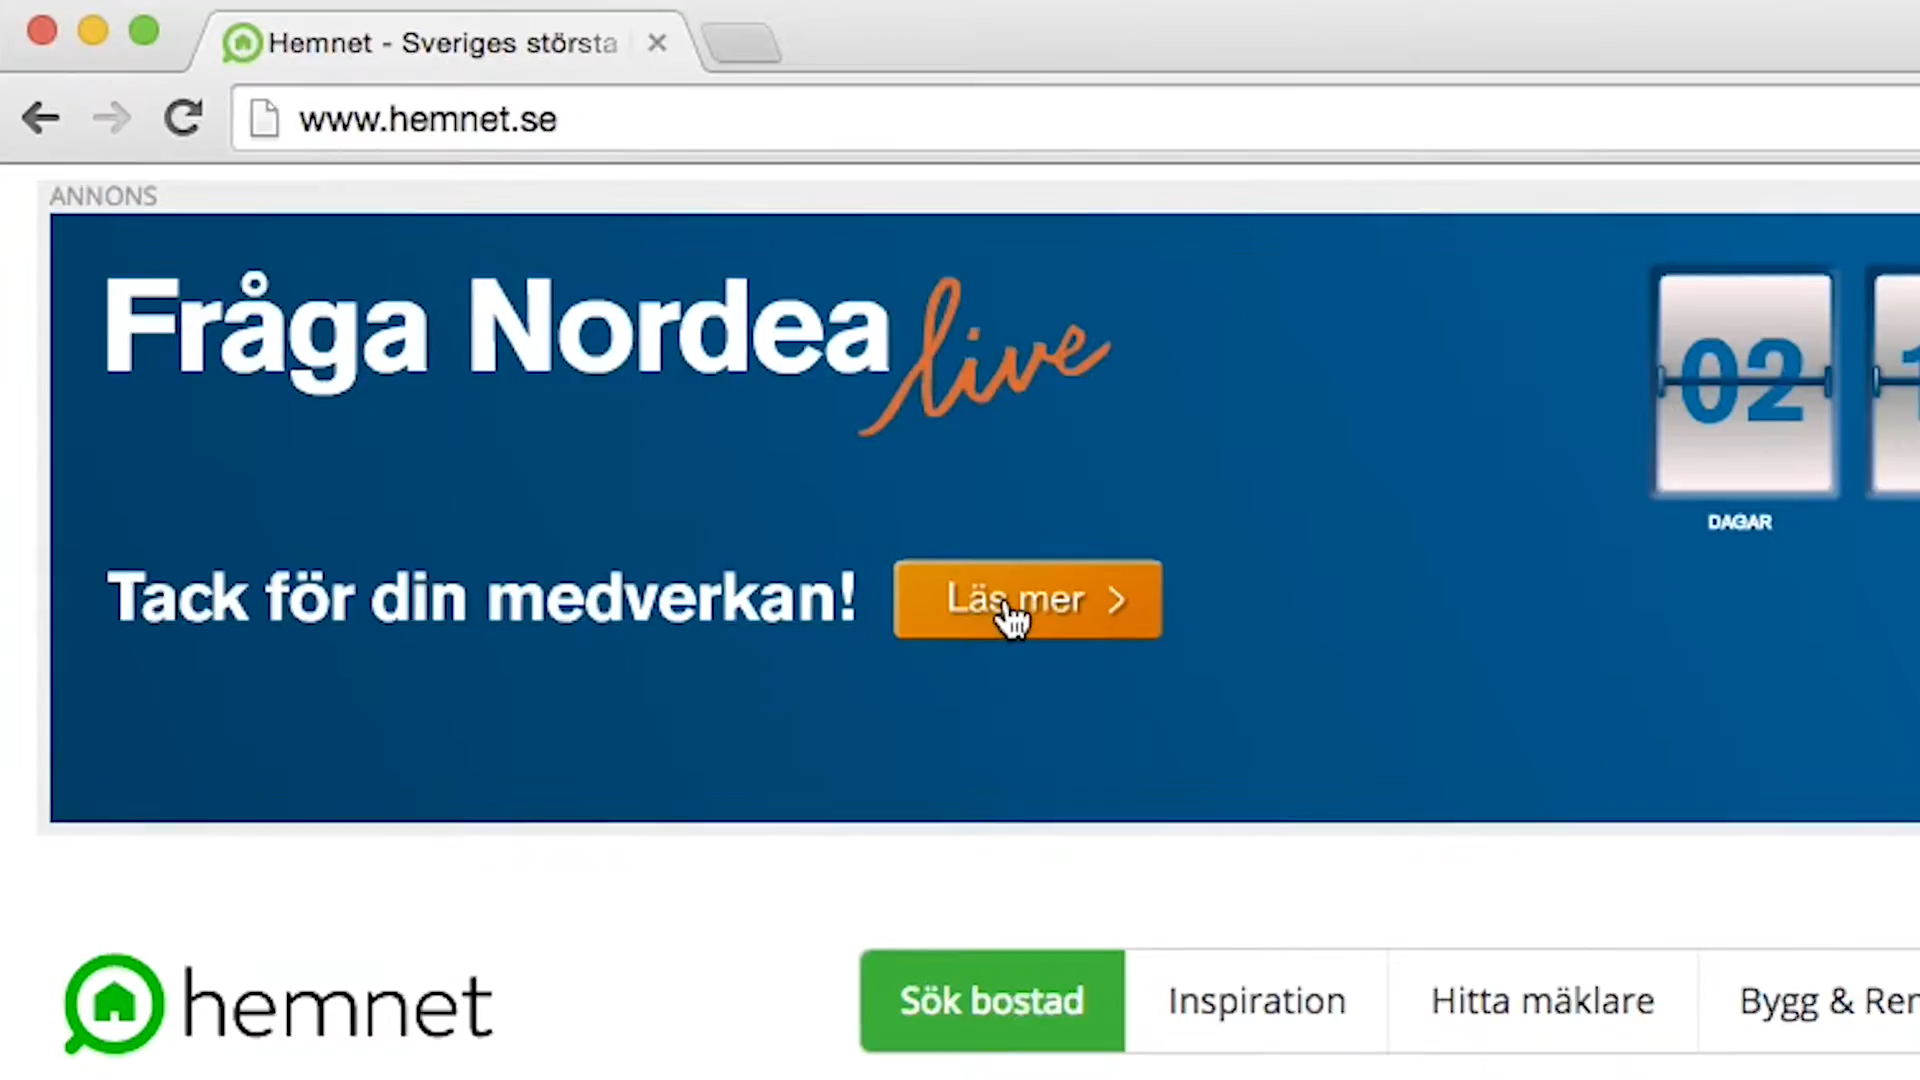 Hemnet - Sveriges största
www.hemnet.se
ANNONS
Fråga Nordea live
02
DAGAR
Tack för din medverkan!
Läs mer >
hemnet
Sök bostad
Inspiration
Hitta mäklare
Bygg &